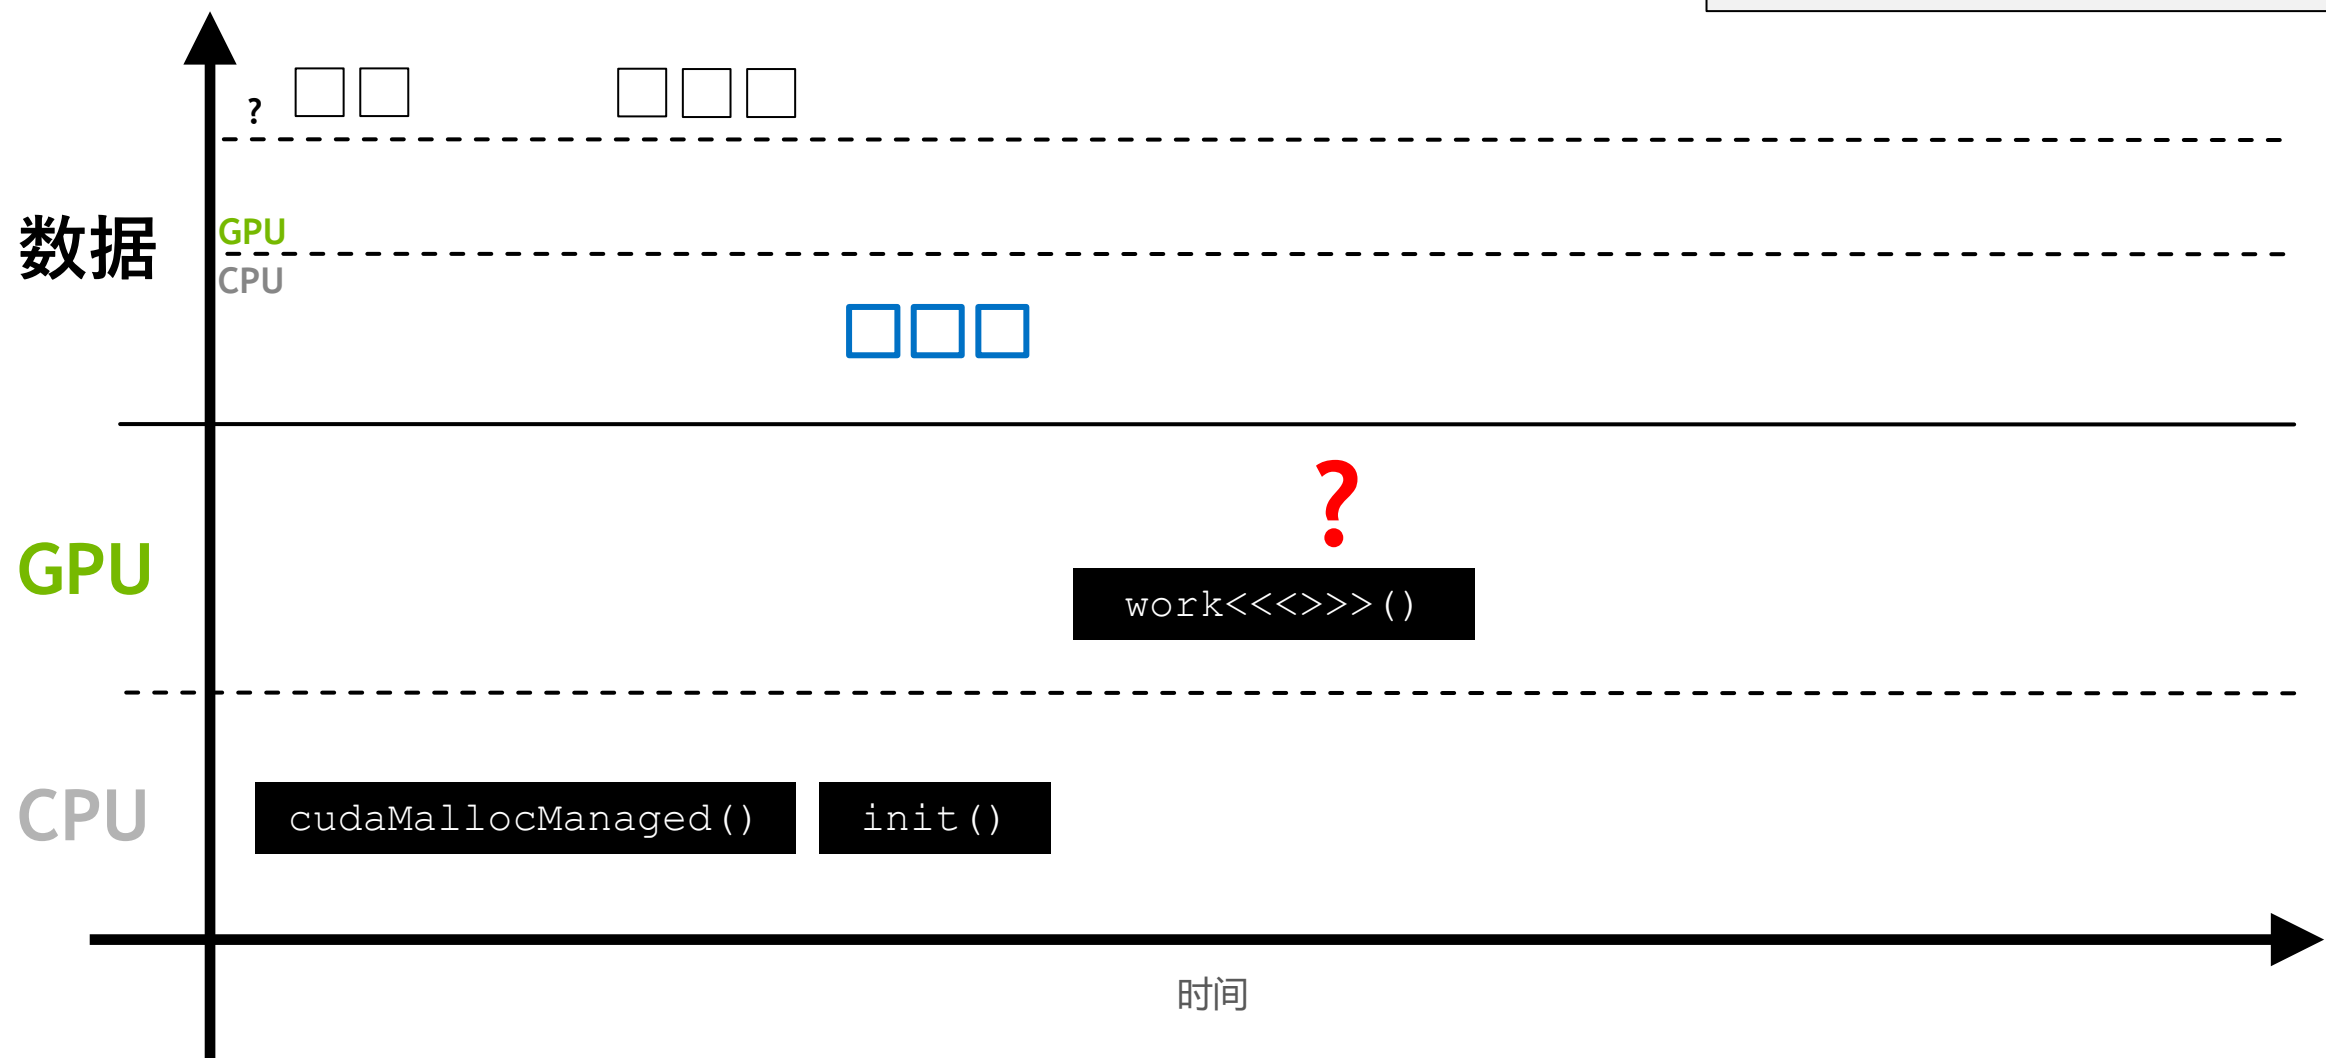 ?
数据
GPU
CPU
?
GPU
work<<<>>>()
CPU
cudaMallocManaged()
init()
时间